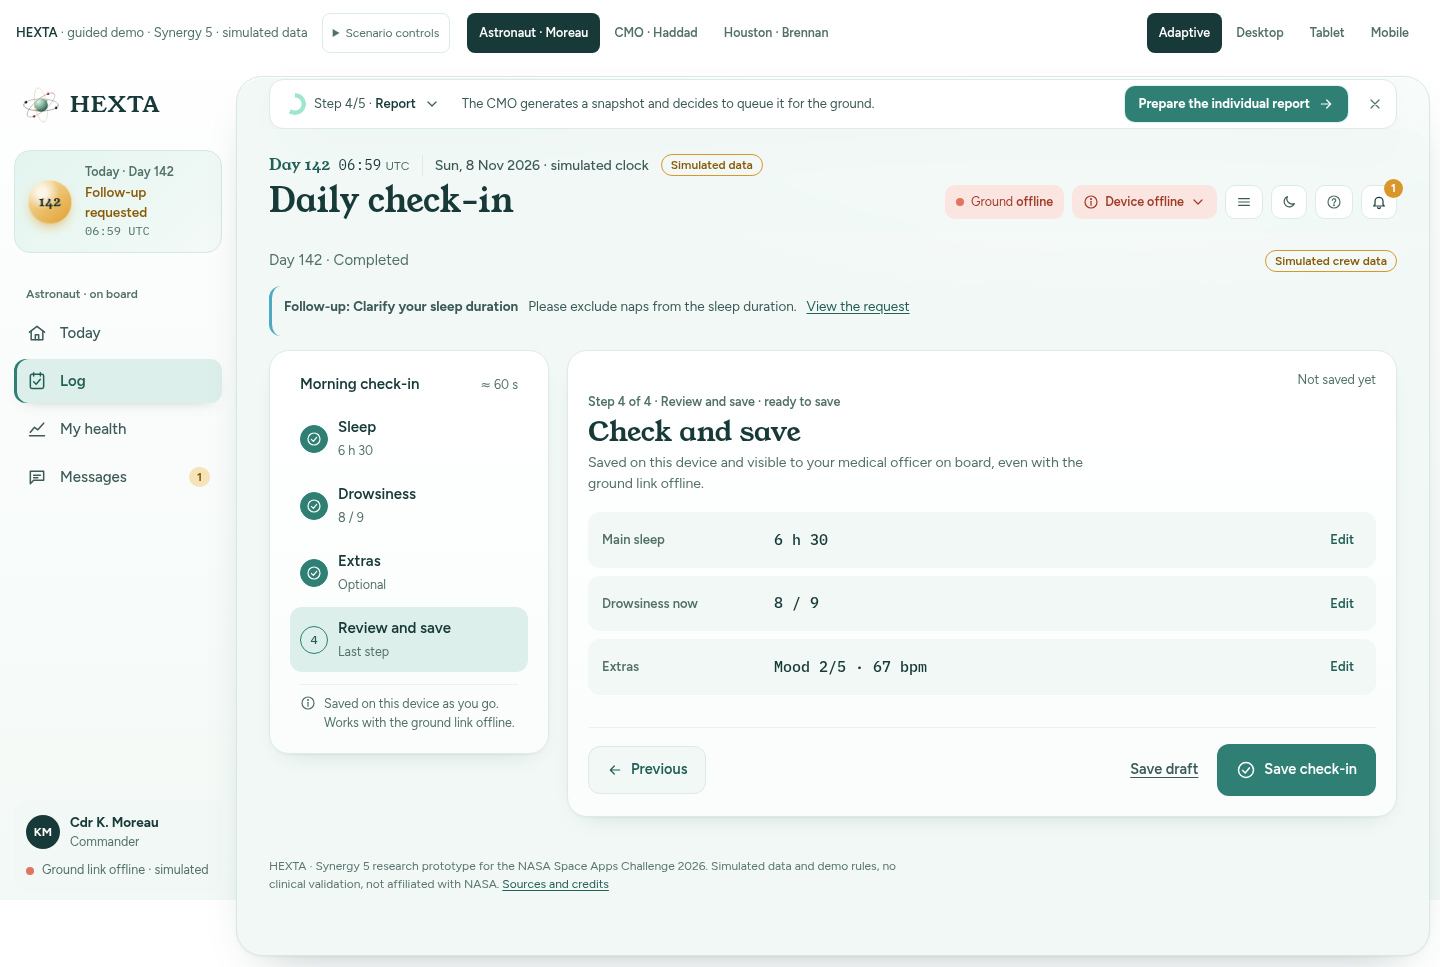 HEXTA · guided demo · Synergy 5 · simulated data
Scenario controls
Astronaut · Moreau
CMO · Haddad
Houston · Brennan
Adaptive
Desktop
Tablet
Mobile
HEXTA
142
Today · Day 142
Follow-up
requested
06:59 UTC
Astronaut · on board
Today
Log
My health
Messages
1
KM
Cdr K. Moreau
Commander
Ground link offline · simulated
Step 4/5 · Report
The CMO generates a snapshot and decides to queue it for the ground.
Prepare the individual report
Day 142 06:59 UTC
Sun, 8 Nov 2026 · simulated clock
Simulated data
Daily check-in
Ground offline
Device offline
1
Day 142 · Completed
Simulated crew data
Follow-up: Clarify your sleep duration Please exclude naps from the sleep duration. View the request
Morning check-in
≈ 60 s
Sleep
6 h 30
Drowsiness
8 / 9
Extras
Optional
4
Review and save
Last step
Saved on this device as you go.
Works with the ground link offline.
Not saved yet
Step 4 of 4 · Review and save · ready to save
Check and save
Saved on this device and visible to your medical officer on board, even with the
ground link offline.
Main sleep 6 h 30 Edit
Drowsiness now 8 / 9 Edit
Extras Mood 2/5 · 67 bpm Edit
Previous
Save draft
Save check-in
HEXTA · Synergy 5 research prototype for the NASA Space Apps Challenge 2026. Simulated data and demo rules, no
clinical validation, not affiliated with NASA. Sources and credits